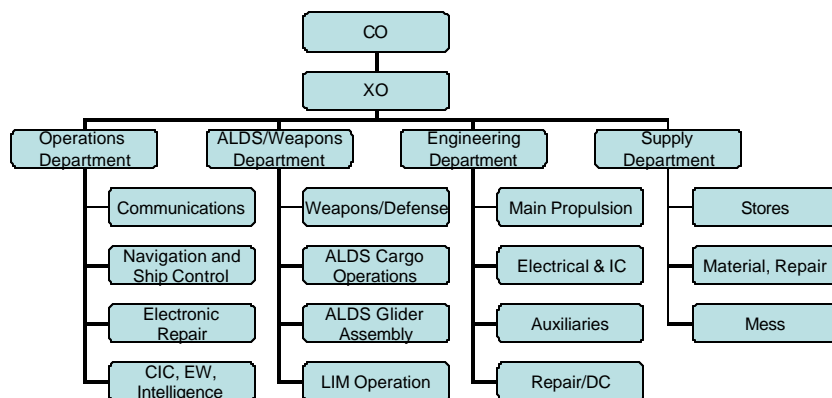 CO
XO
Operations
Department
ALDS/Weapons
Department
Engineering
Department
Supply
Department
Communications
Weapons/Defense
Main Propulsion
Stores
Navigation and
Ship Control
ALDS Cargo
Operations
Electrical & IC
Material, Repair
Electronic
Repair
ALDS Glider
Assembly
Auxiliaries
Mess
CIC, EW,
Intelligence
LIM Operation
Repair/DC